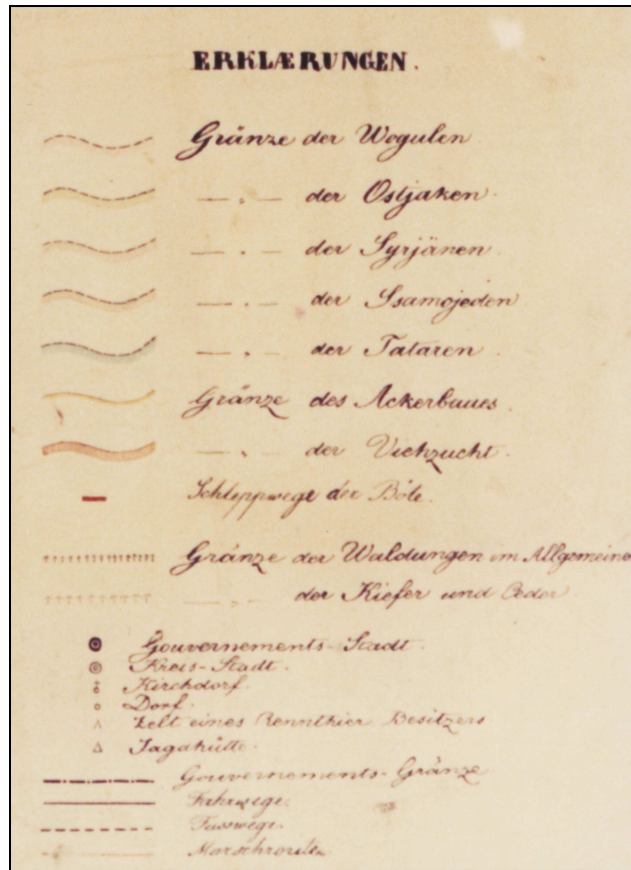 ERKLÆRUNGEN.
Gränze der Wogulen
— . — der Ostjaken.
— . — der Syrjänen.
— . — der Ssamojeden
— . — der Tataren.
Gränze des Ackerbaues.
— . — der Viehzucht.
Schleppwege der Böte.
Gränze der Waldungen im Allgemeine
— . — der Kiefer und Ceder.
Gouvernements-Stadt.
Kreis-Stadt.
Kirchdorf.
Dorf.
Zelt eines Rennthier Besitzers
Jagdhütte.
Gouvernements-Gränze
Fahrwege.
Fusswege.
Marschrouten